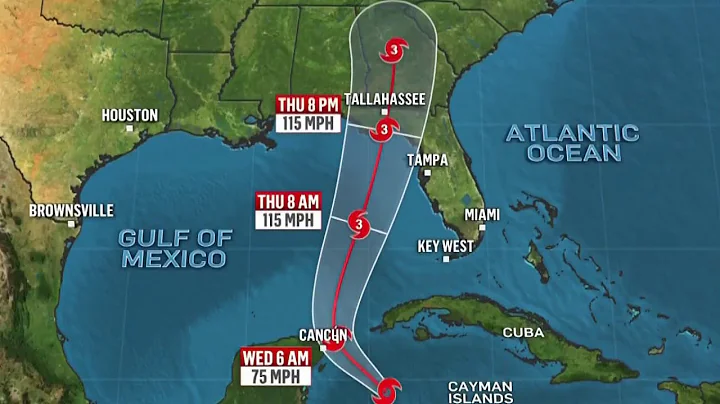 3
THU 8 PM
115 MPH
TALLAHASSEE
HOUSTON
3
ATLANTIC
OCEAN
TAMPA
THU 8 AM
115 MPH
BROWNSVILLE
MIAMI
3
GULF OF
MEXICO
KEY WEST
CANCÚN
CUBA
WED 6 AM
75 MPH
CAYMAN
ISLANDS